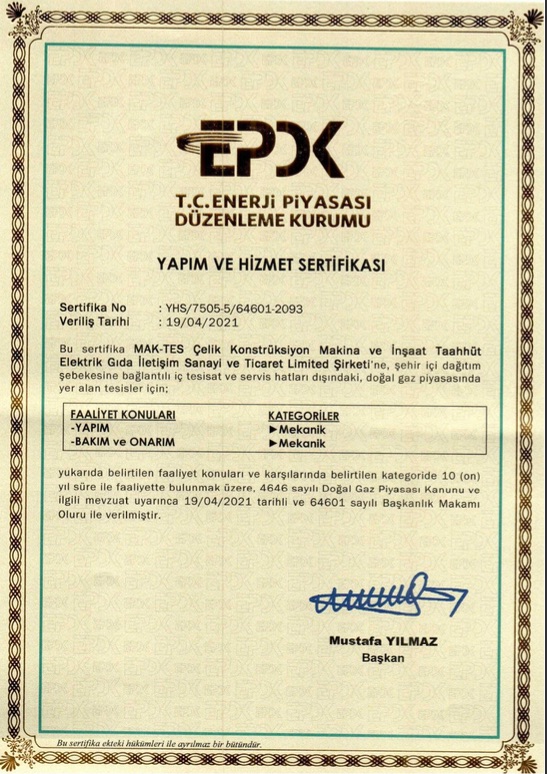 EPDK
T.C. ENERJİ PİYASASI
DÜZENLEME KURUMU
YAPIM VE HİZMET SERTİFİKASI
Sertifika No : YHS/7505-5/64601-2093
Veriliş Tarihi : 19/04/2021
Bu sertifika MAK-TES Çelik Konstrüksiyon Makina ve İnşaat Taahhüt
Elektrik Gıda İletişim Sanayi ve Ticaret Limited Şirketi'ne, şehir içi dağıtım
şebekesine bağlantılı iç tesisat ve servis hatları dışındaki, doğal gaz piyasasında
yer alan tesisler için;
FAALİYET KONULARI KATEGORİLER
-YAPIM ►Mekanik
-BAKIM ve ONARIM ►Mekanik
yukarıda belirtilen faaliyet konuları ve karşılarında belirtilen kategoride 10 (on)
yıl süre ile faaliyette bulunmak üzere, 4646 sayılı Doğal Gaz Piyasası Kanunu ve
ilgili mevzuat uyarınca 19/04/2021 tarihli ve 64601 sayılı Başkanlık Makamı
Oluru ile verilmiştir.
Mustafa YILMAZ
Başkan
Bu sertifika ekteki hükümleri ile ayrılmaz bir bütündür.